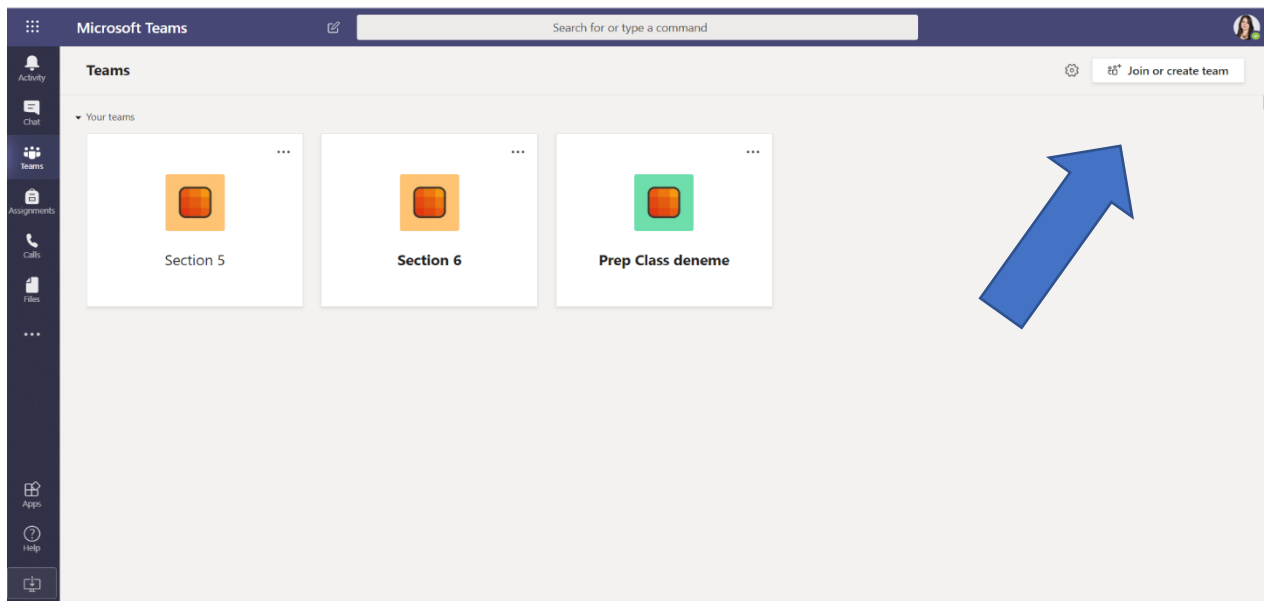 Microsoft Teams
Search for or type a command
Activity
Chat
Teams
Assignments
Calls
Files
Apps
Help
Teams
Join or create team
Your teams
Section 5
Section 6
Prep Class deneme